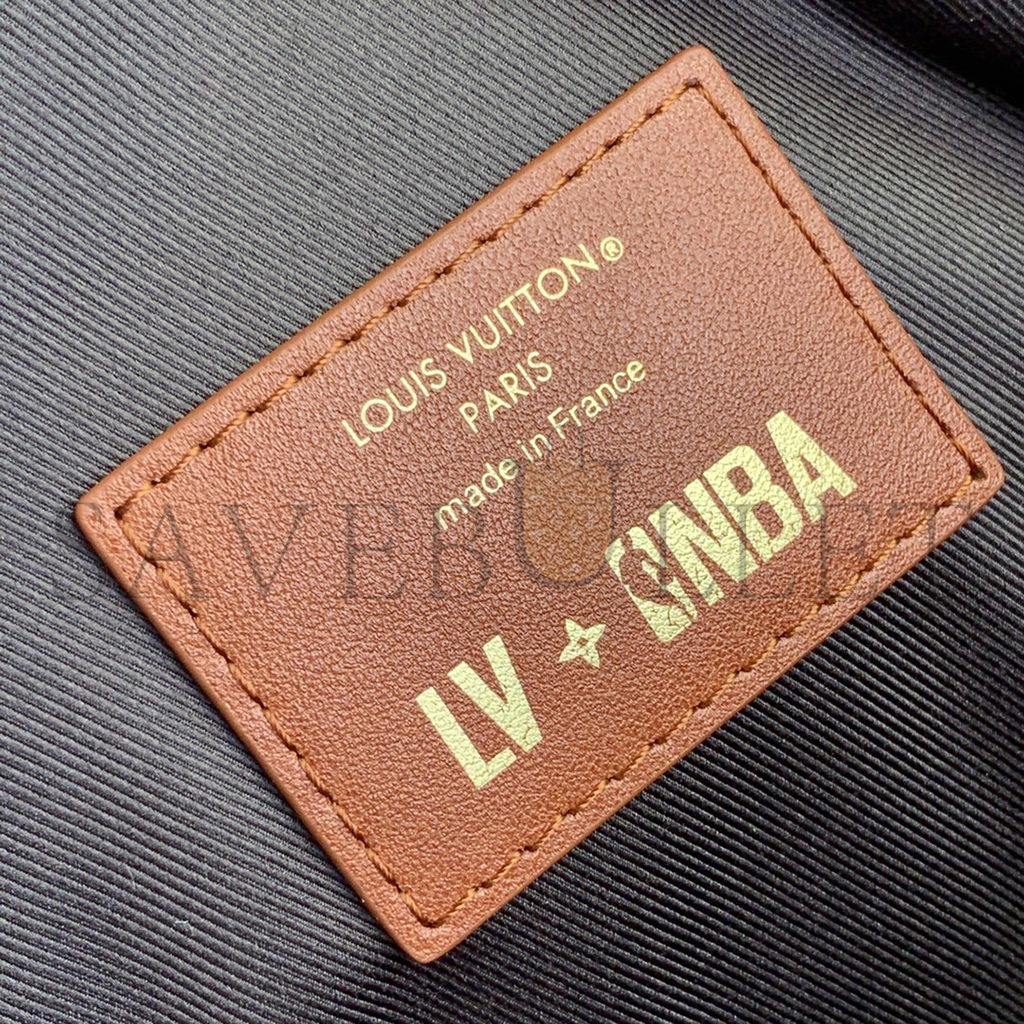 LOUIS VUITTON®
PARIS
made in France
LV NBA